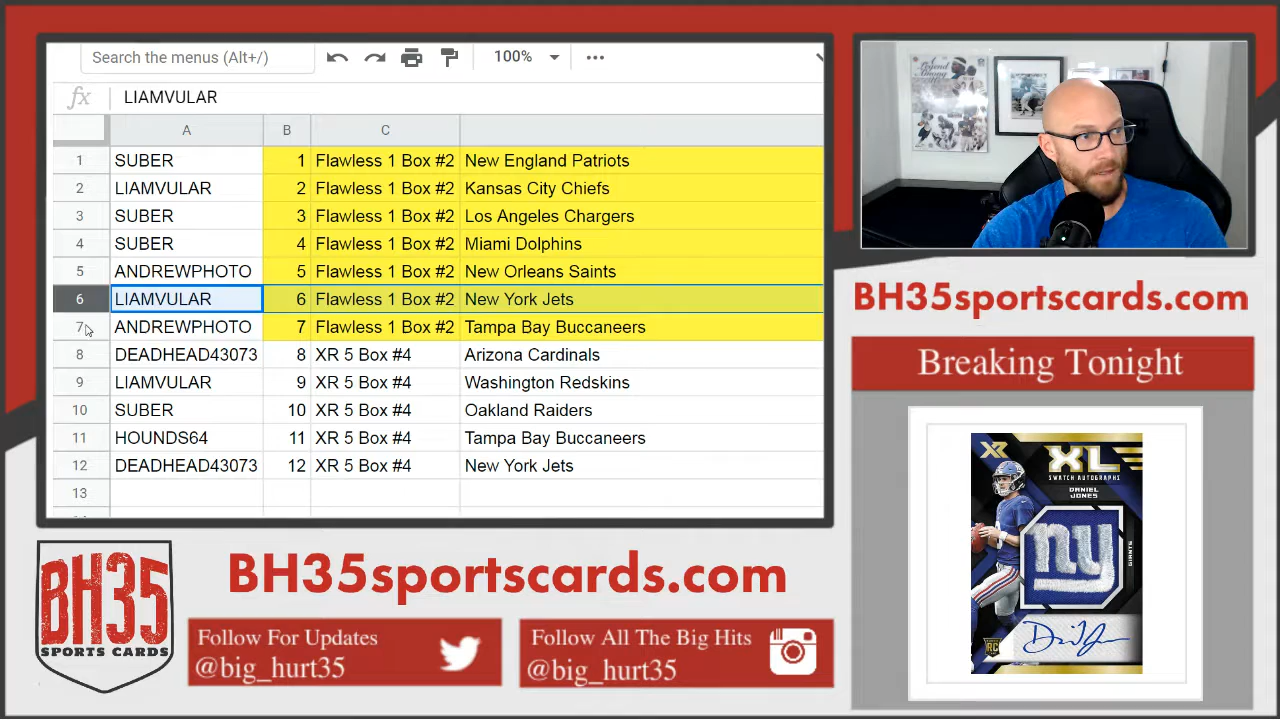 Search the menus (Alt+/)
100%
fx LIAMVULAR
A B C
1 SUBER 1 Flawless 1 Box #2 New England Patriots
2 LIAMVULAR 2 Flawless 1 Box #2 Kansas City Chiefs
3 SUBER 3 Flawless 1 Box #2 Los Angeles Chargers
4 SUBER 4 Flawless 1 Box #2 Miami Dolphins
5 ANDREWPHOTO 5 Flawless 1 Box #2 New Orleans Saints
6 LIAMVULAR 6 Flawless 1 Box #2 New York Jets
7 ANDREWPHOTO 7 Flawless 1 Box #2 Tampa Bay Buccaneers
8 DEADHEAD43073 8 XR 5 Box #4 Arizona Cardinals
9 LIAMVULAR 9 XR 5 Box #4 Washington Redskins
10 SUBER 10 XR 5 Box #4 Oakland Raiders
11 HOUNDS64 11 XR 5 Box #4 Tampa Bay Buccaneers
12 DEADHEAD43073 12 XR 5 Box #4 New York Jets
13
BH35sportscards.com
Breaking Tonight
XR
XL
SWATCH AUTOGRAPHS
DANIEL
JONES
ny
GIANTS
RC
BH35
SPORTS CARDS
BH35sportscards.com
Follow For Updates
@big_hurt35
Follow All The Big Hits
@big_hurt35